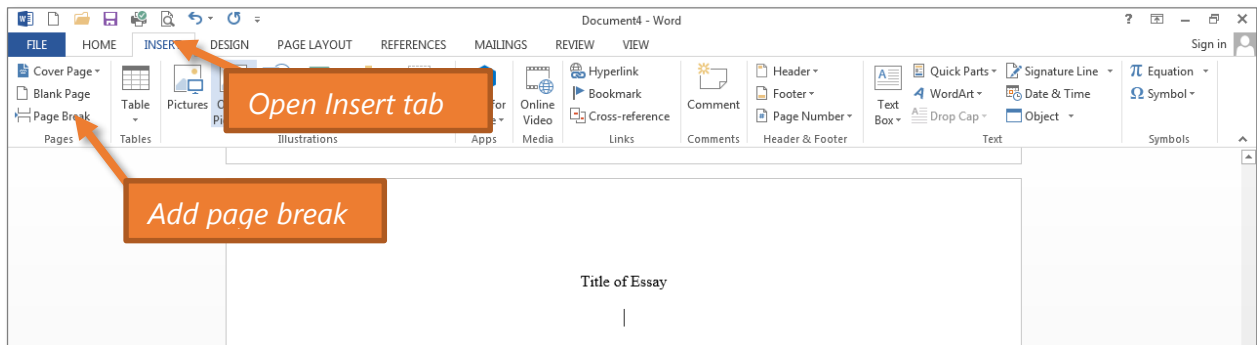 Document4 - Word
?
FILE HOME INSERT DESIGN PAGE LAYOUT REFERENCES MAILINGS REVIEW VIEW Sign in
Cover Page
Blank Page
Page Break
Pages
Table
Tables
Pictures
Illustrations
for
Apps
Online
Video
Media
Hyperlink
Bookmark
Cross-reference
Links
Comment
Comments
Header
Footer
Page Number
Header & Footer
Text
Box
Quick Parts
WordArt
Drop Cap
Signature Line
Date & Time
Object
Text
π Equation
Ω Symbol
Symbols
Open Insert tab
Add page break
Title of Essay